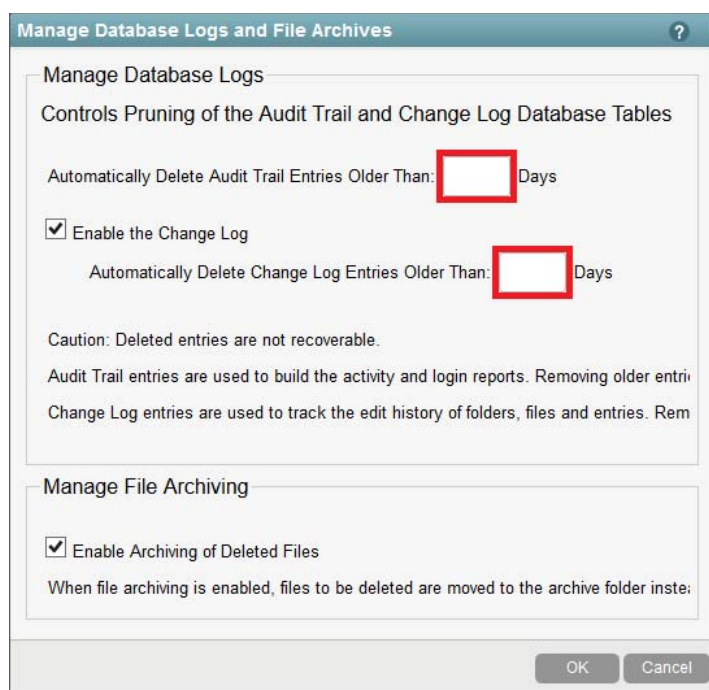 Manage Database Logs and File Archives ?
Manage Database Logs
Controls Pruning of the Audit Trail and Change Log Database Tables
Automatically Delete Audit Trail Entries Older Than: Days
Enable the Change Log
Automatically Delete Change Log Entries Older Than: Days
Caution: Deleted entries are not recoverable.
Audit Trail entries are used to build the activity and login reports. Removing older entri
Change Log entries are used to track the edit history of folders, files and entries. Rem
Manage File Archiving
Enable Archiving of Deleted Files
When file archiving is enabled, files to be deleted are moved to the archive folder inste
OK Cancel